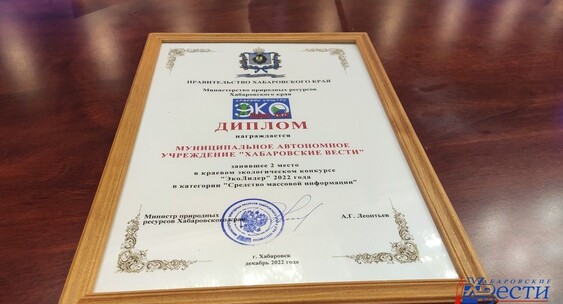 ПРАВИТЕЛЬСТВО ХАБАРОВСКОГО КРАЯ
Министерство природных ресурсов
Хабаровского края
КРАЕВОЙ КОНКУРС
ЭКО
ДИПЛОМ
награждается
МУНИЦИПАЛЬНОЕ АВТОНОМНОЕ
УЧРЕЖДЕНИЕ "ХАБАРОВСКИЕ ВЕСТИ"
занявшее 2 место
в краевом экологическом конкурсе
"ЭкоЛидер" 2022 года
в категории "Средство массовой информации"
Министр природных
ресурсов Хабаровского края
А.Г. Леонтьев
г. Хабаровск
декабрь 2022 года
ХАБАРОВСКИЕ
ВЕСТИ